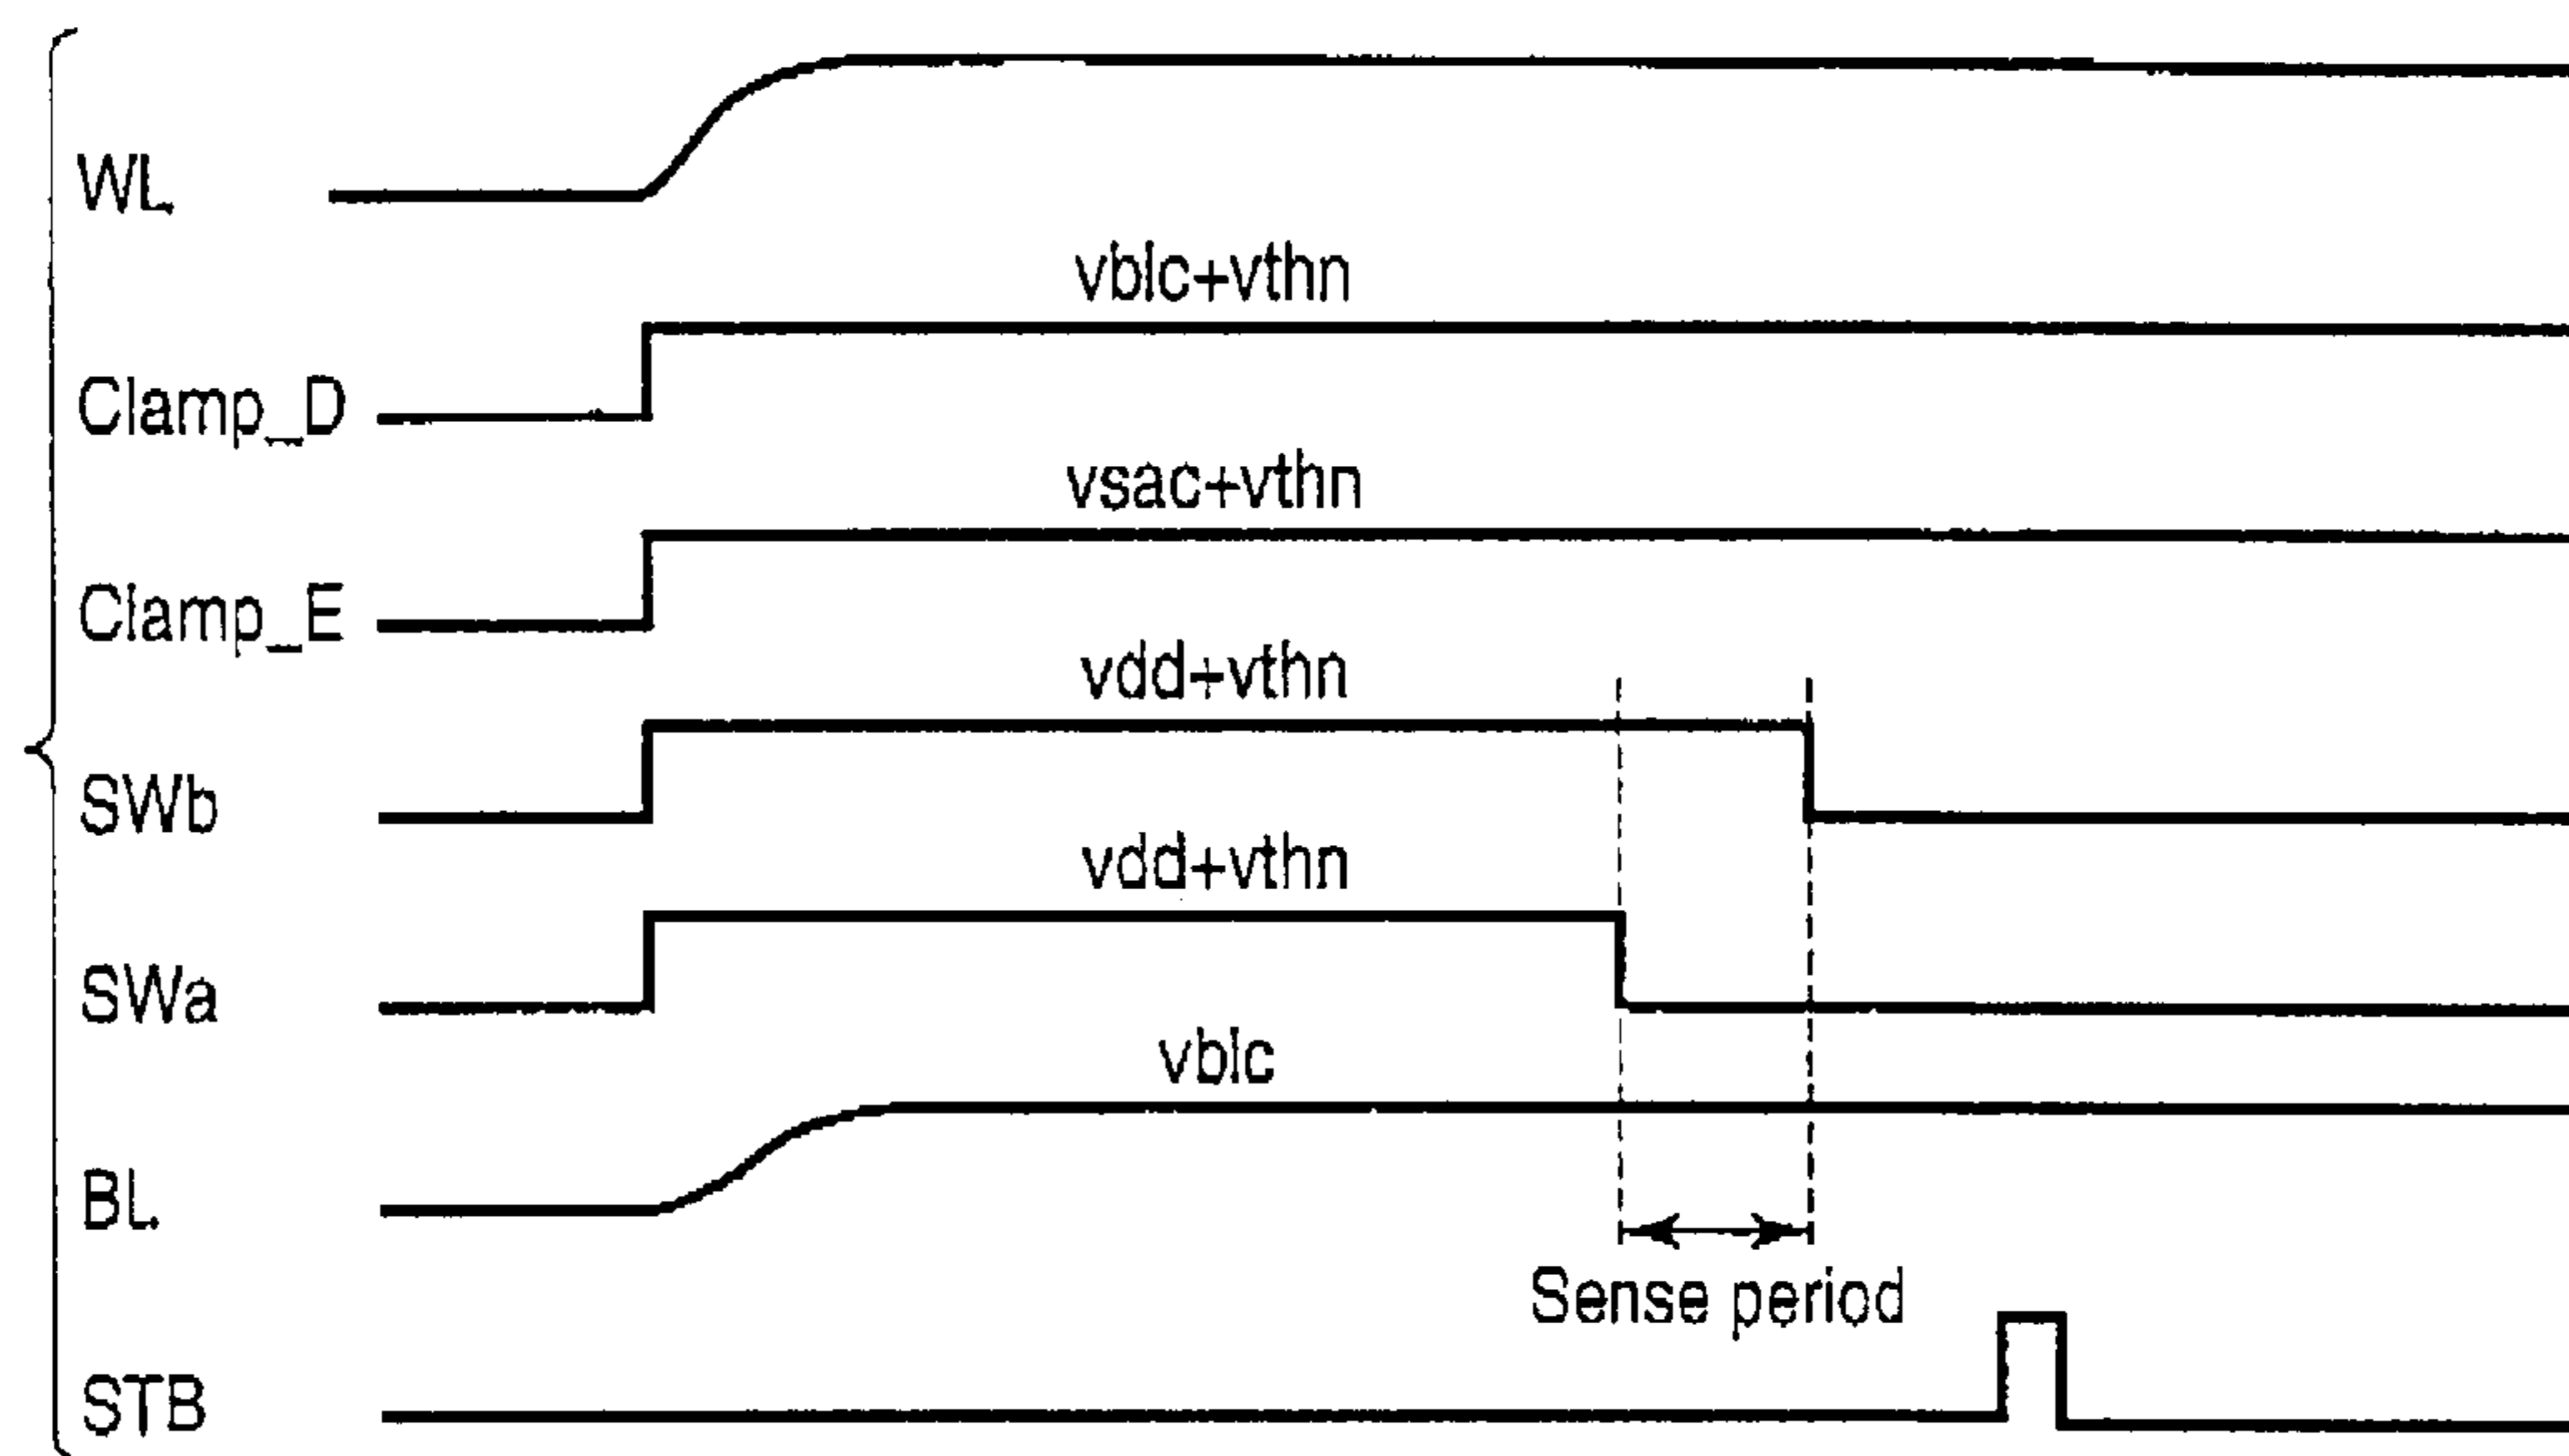 WL
vblc+vthn
Clamp_D
vsac+vthn
Clamp_E
vdd+vthn
SWb
vdd+vthn
SWa
vblc
BL
Sense period
STB